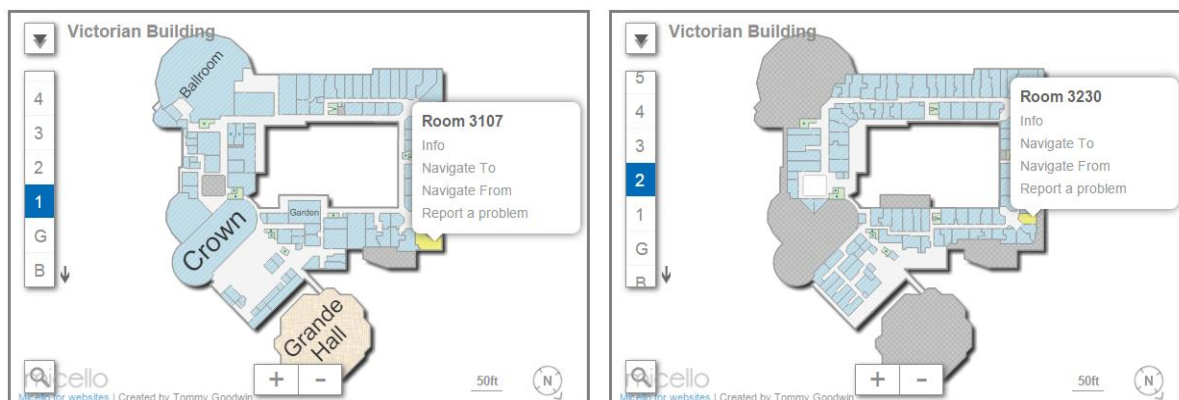 Victorian Building
Ballroom
4
3
2
1
G
B
Room 3107
Info
Navigate To
Navigate From
Report a problem
Garden
Crown
Grande
Hall
micello
+ −
50ft
N
Micello for websites | Created by Tommy Goodwin
Victorian Building
5
4
3
2
1
G
B
Room 3230
Info
Navigate To
Navigate From
Report a problem
micello
+ −
50ft
N
Micello for websites | Created by Tommy Goodwin